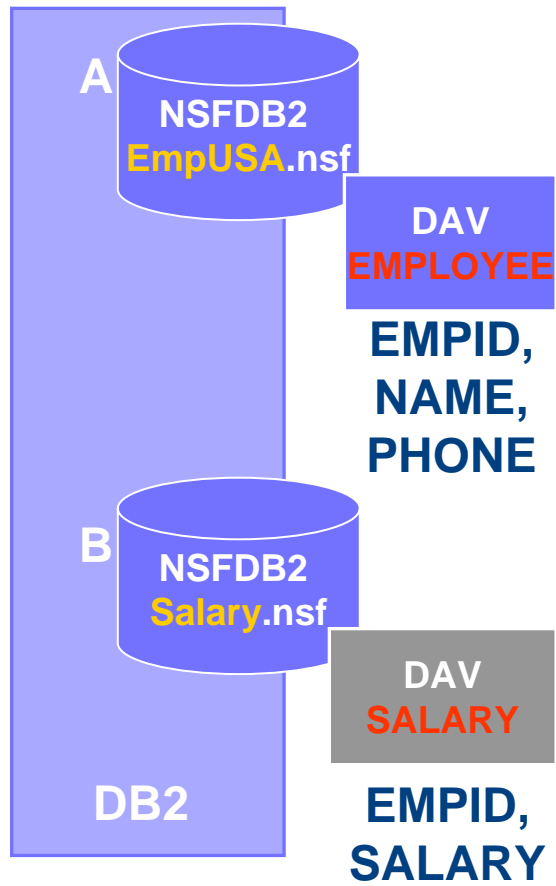 A
NSFDB2
EmpUSA.nsf
DAV
EMPLOYEE
EMPID,
NAME,
PHONE
B
NSFDB2
Salary.nsf
DAV
SALARY
DB2
EMPID,
SALARY